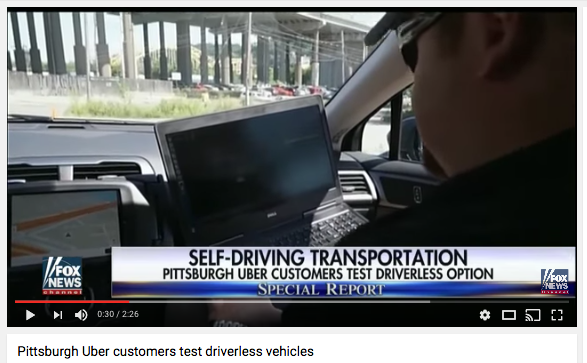 DELL
SELF-DRIVING TRANSPORTATION
PITTSBURGH UBER CUSTOMERS TEST DRIVERLESS OPTION
SPECIAL REPORT
FOX
NEWS
channel
FOX
NEWS
channel
0:30 / 2:26
Pittsburgh Uber customers test driverless vehicles